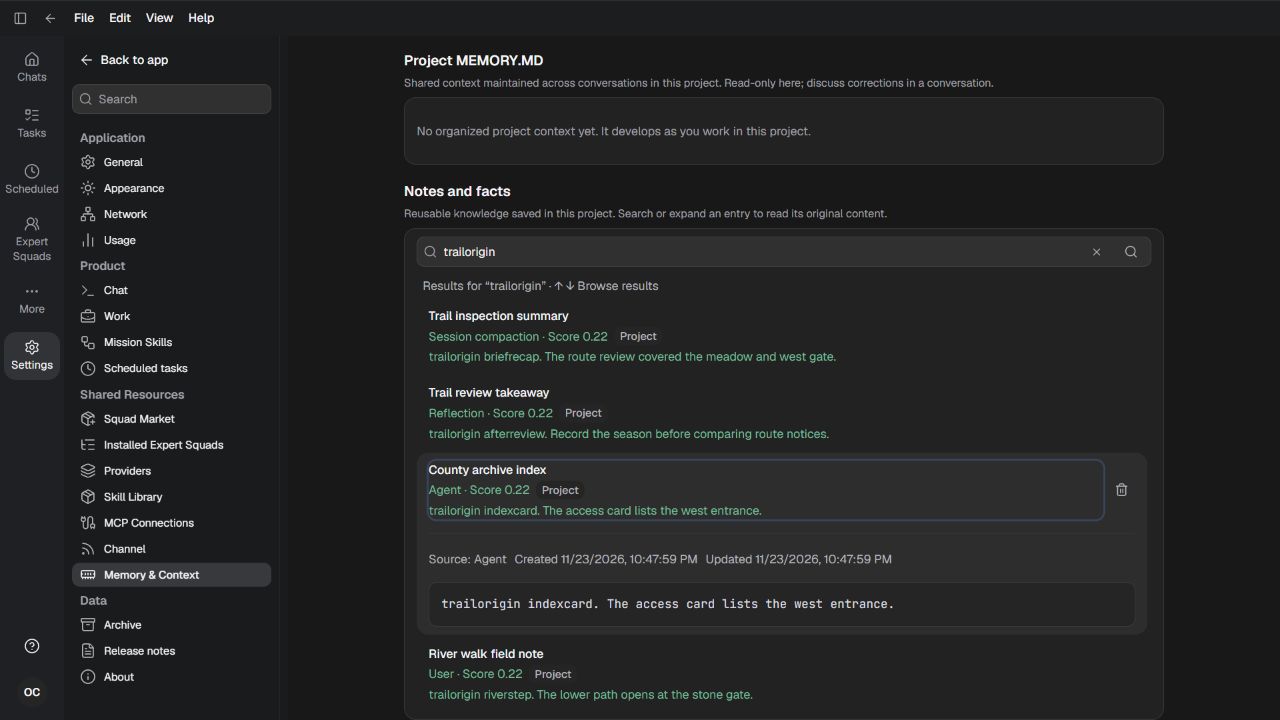 File Edit View Help
Chats
Tasks
Scheduled
Expert
Squads
More
Settings
OC
Back to app
Search
Application
General
Appearance
Network
Usage
Product
Chat
Work
Mission Skills
Scheduled tasks
Shared Resources
Squad Market
Installed Expert Squads
Providers
Skill Library
MCP Connections
Channel
Memory & Context
Data
Archive
Release notes
About
Project MEMORY.MD
Shared context maintained across conversations in this project. Read-only here; discuss corrections in a conversation.
No organized project context yet. It develops as you work in this project.
Notes and facts
Reusable knowledge saved in this project. Search or expand an entry to read its original content.
trailorigin
Results for “trailorigin” · ↑↓ Browse results
Trail inspection summary
Session compaction · Score 0.22 Project
trailorigin briefrecap. The route review covered the meadow and west gate.
Trail review takeaway
Reflection · Score 0.22 Project
trailorigin afterreview. Record the season before comparing route notices.
County archive index
Agent · Score 0.22 Project
trailorigin indexcard. The access card lists the west entrance.
Source: Agent Created 11/23/2026, 10:47:59 PM Updated 11/23/2026, 10:47:59 PM
trailorigin indexcard. The access card lists the west entrance.
River walk field note
User · Score 0.22 Project
trailorigin riverstep. The lower path opens at the stone gate.